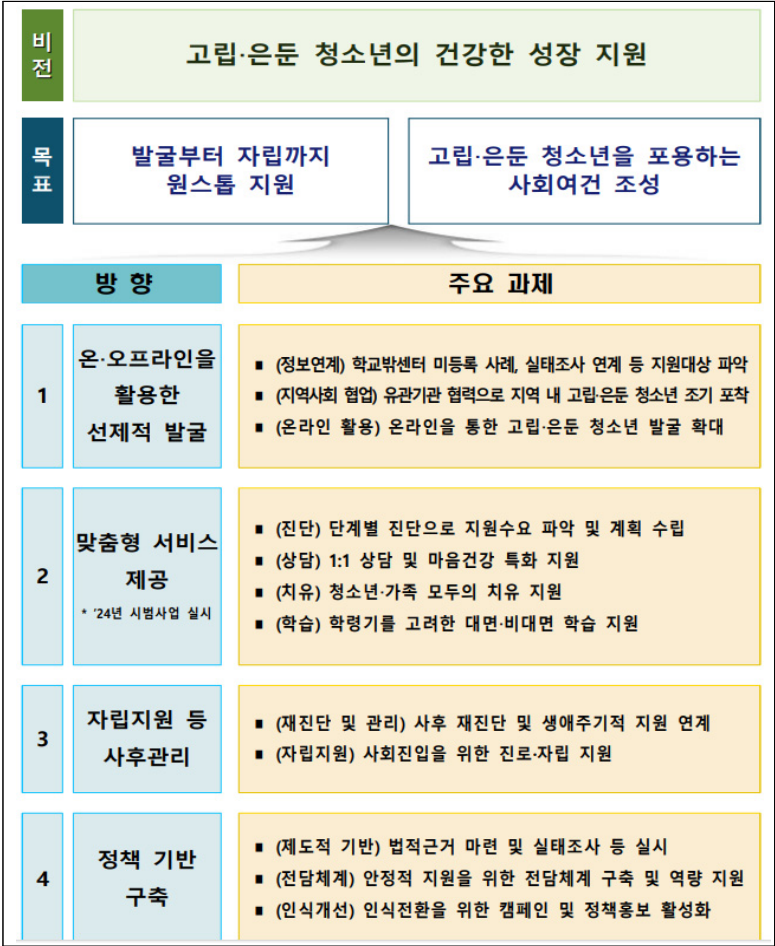 비전
고립·은둔 청소년의 건강한 성장 지원
목표
발굴부터 자립까지
원스톱 지원
고립·은둔 청소년을 포용하는
사회여건 조성
방 향
주요 과제
1
온·오프라인을
활용한
선제적 발굴
▪ (정보연계) 학교밖센터 미등록 사례, 실태조사 연계 등 지원대상 파악
▪ (지역사회 협업) 유관기관 협력으로 지역 내 고립·은둔 청소년 조기 포착
▪ (온라인 활용) 온라인을 통한 고립·은둔 청소년 발굴 확대
2
맞춤형 서비스
제공
* '24년 시범사업 실시
▪ (진단) 단계별 진단으로 지원수요 파악 및 계획 수립
▪ (상담) 1:1 상담 및 마음건강 특화 지원
▪ (치유) 청소년·가족 모두의 치유 지원
▪ (학습) 학령기를 고려한 대면·비대면 학습 지원
3
자립지원 등
사후관리
▪ (재진단 및 관리) 사후 재진단 및 생애주기적 지원 연계
▪ (자립지원) 사회진입을 위한 진로·자립 지원
4
정책 기반
구축
▪ (제도적 기반) 법적근거 마련 및 실태조사 등 실시
▪ (전담체계) 안정적 지원을 위한 전담체계 구축 및 역량 지원
▪ (인식개선) 인식전환을 위한 캠페인 및 정책홍보 활성화